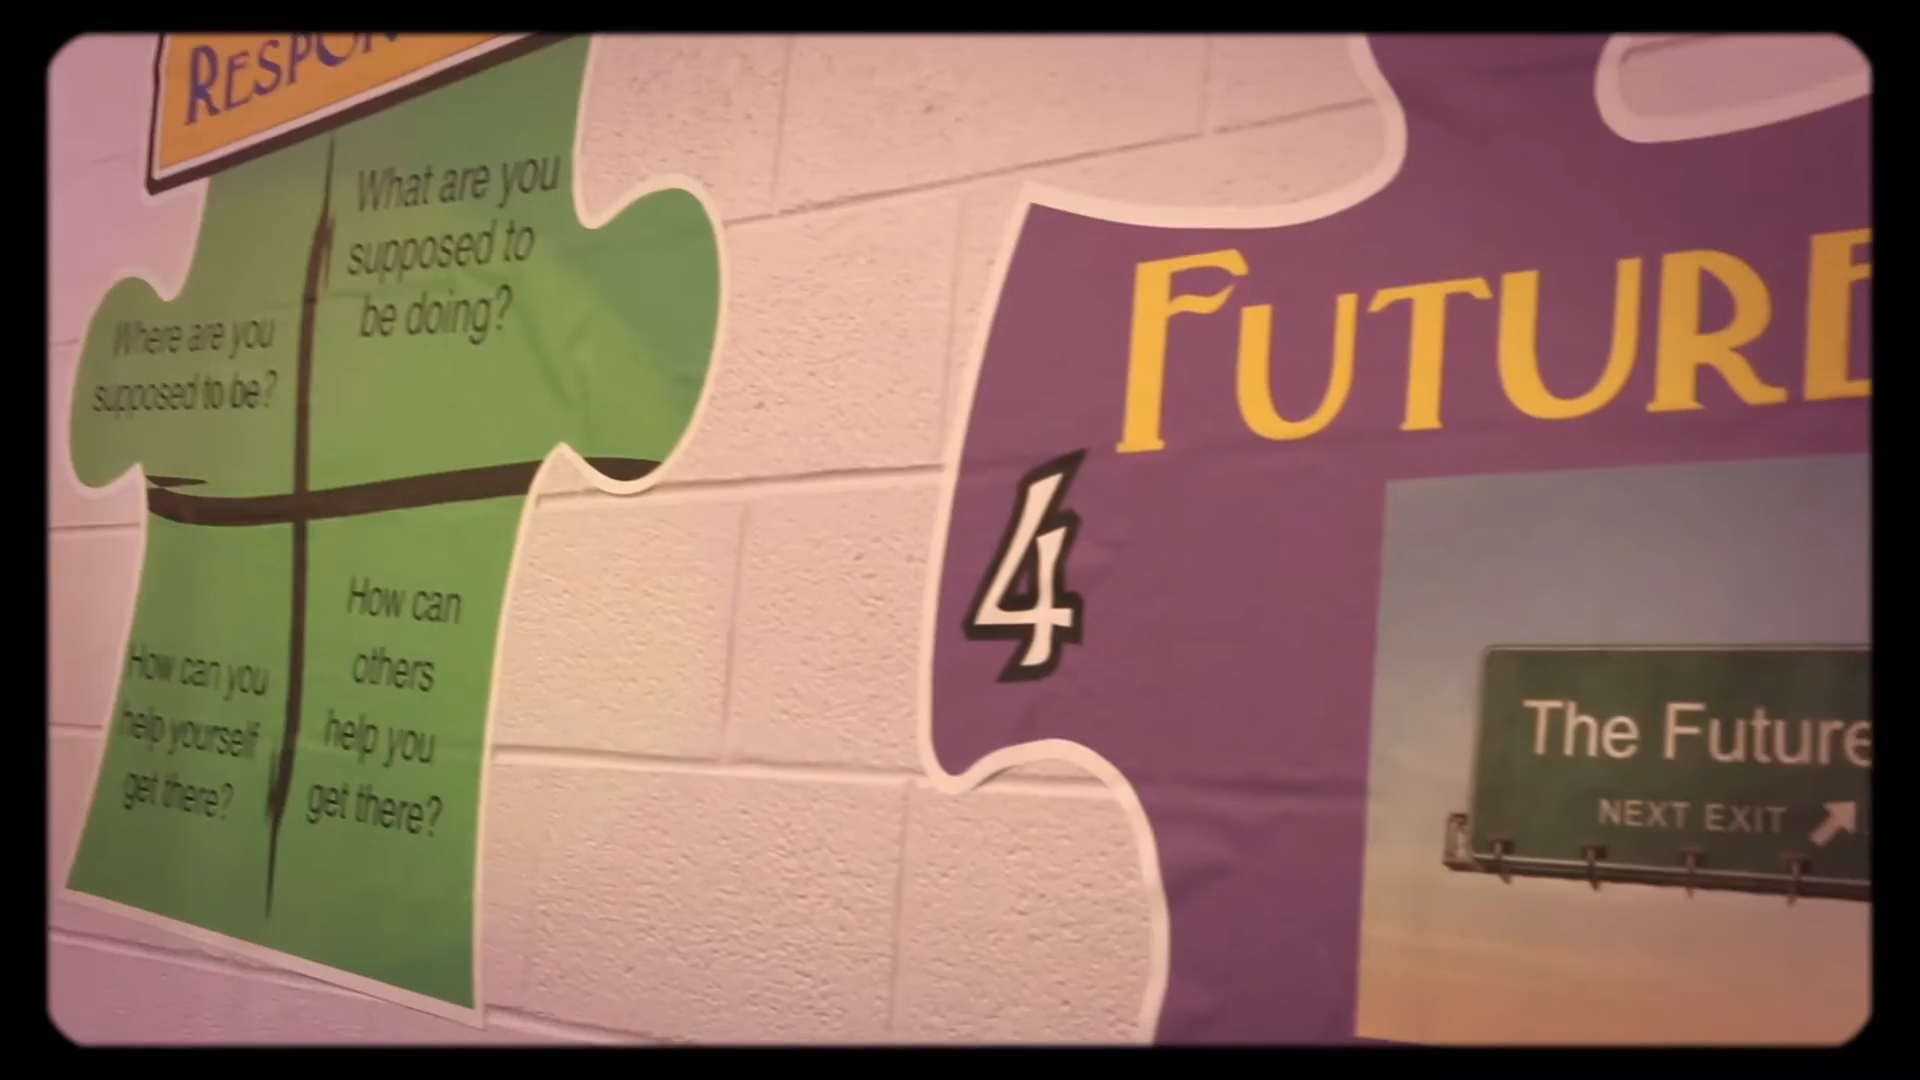 What are you
supposed to
be doing?
Where are you
supposed to be?
How can you
help yourself
get there?
How can
others
help you
get there?
FUTURE
4
The Future
NEXT EXIT